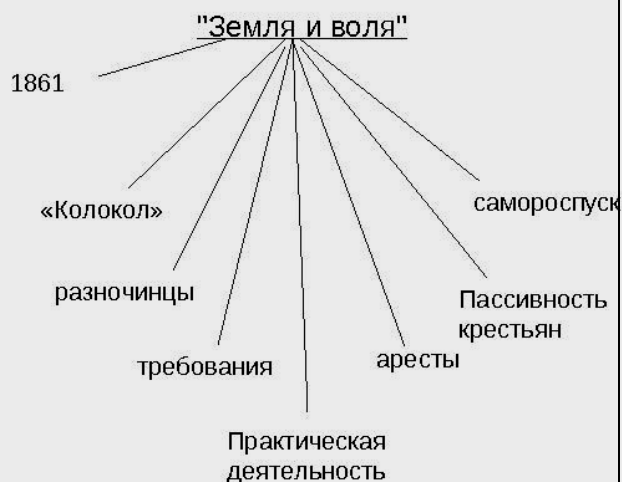 "Земля и воля"
1861
«Колокол»
самороспуск
разночинцы
Пассивность
крестьян
требования
аресты
Практическая
деятельность